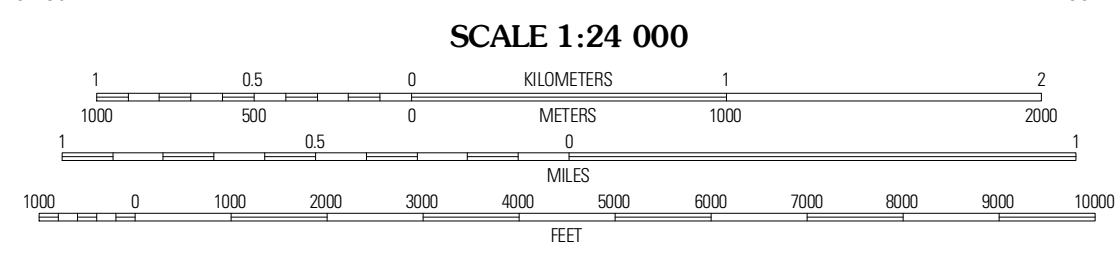 SCALE 1:24 000
1 0.5 0 KILOMETERS 1 2
1000 500 0 METERS 1000 2000
1 0.5 0 1
MILES
1000 0 1000 2000 3000 4000 5000 6000 7000 8000 9000 10000
FEET